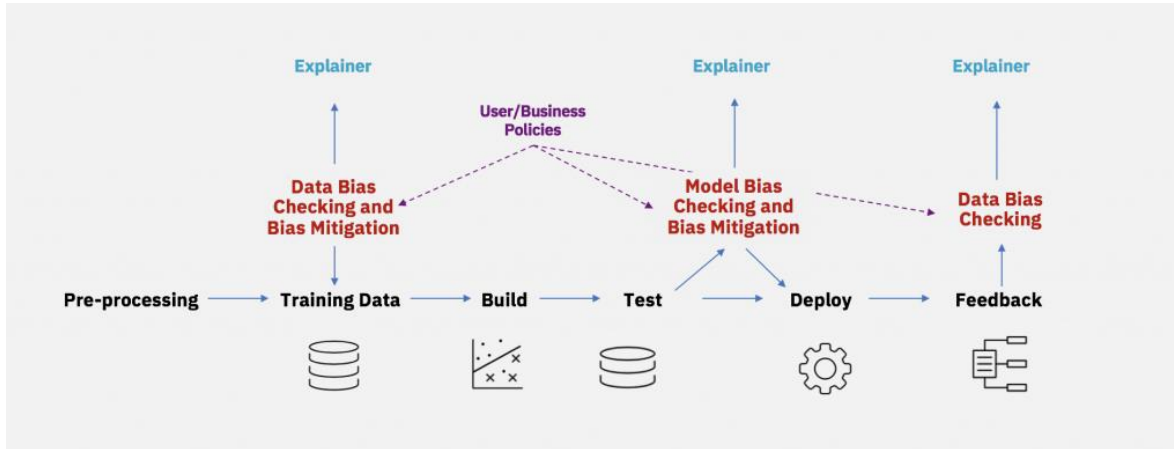 Explainer
Explainer
Explainer
User/Business
Policies
Data Bias
Checking and
Bias Mitigation
Model Bias
Checking and
Bias Mitigation
Data Bias
Checking
Pre-processing
Training Data
Build
Test
Deploy
Feedback